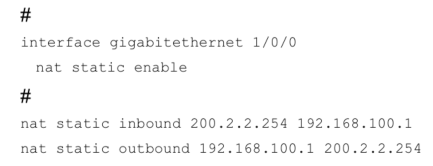 #
interface gigabitethernet 1/0/0
  nat static enable
#
nat static inbound 200.2.2.254 192.168.100.1
nat static outbound 192.168.100.1 200.2.2.254